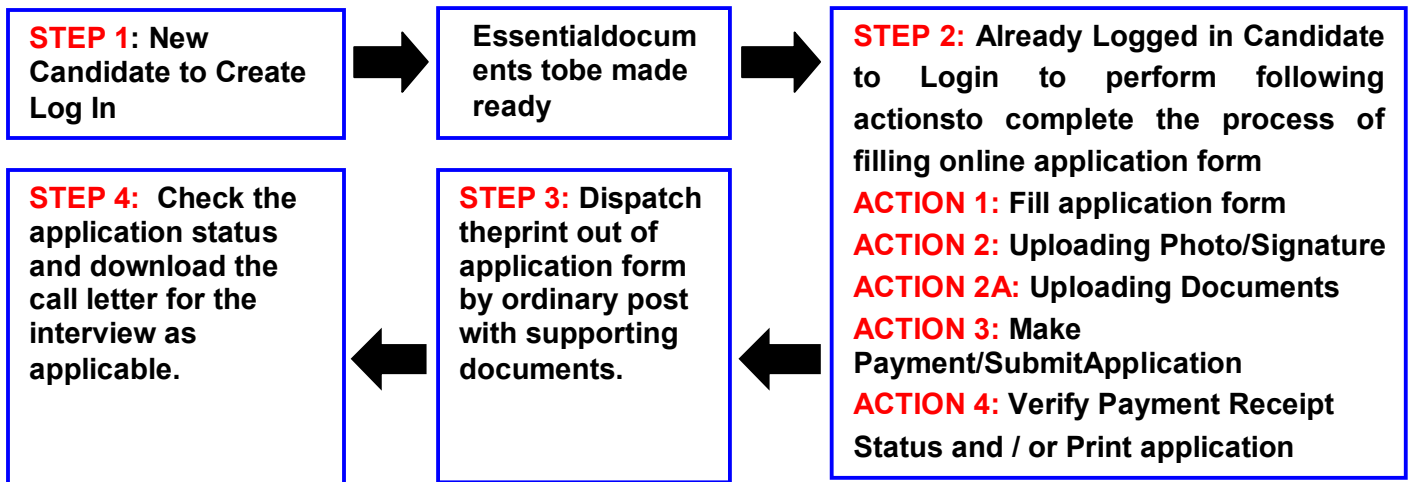 STEP 1: New
Candidate to Create
Log In
Essentialdocum
ents tobe made
ready
STEP 2: Already Logged in Candidate
to Login to perform following
actionsto complete the process of
filling online application form
ACTION 1: Fill application form
ACTION 2: Uploading Photo/Signature
ACTION 2A: Uploading Documents
ACTION 3: Make
Payment/SubmitApplication
ACTION 4: Verify Payment Receipt
Status and / or Print application
STEP 3: Dispatch
theprint out of
application form
by ordinary post
with supporting
documents.
STEP 4: Check the
application status
and download the
call letter for the
interview as
applicable.